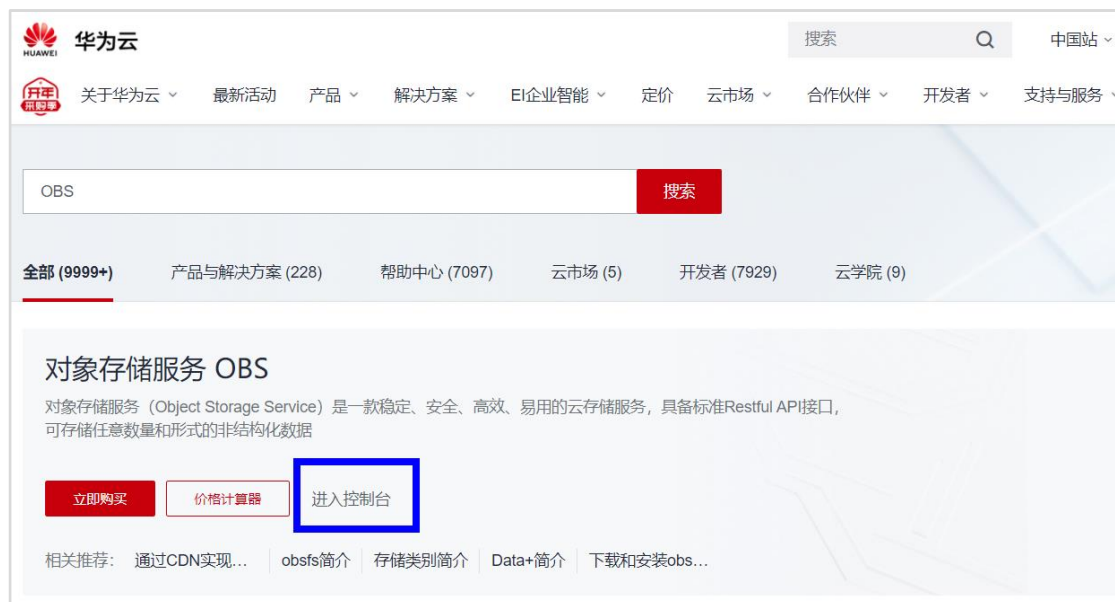 HUAWEI 华为云 搜索 中国站
开年 采购季 关于华为云 最新活动 产品 解决方案 EI企业智能 定价 云市场 合作伙伴 开发者 支持与服务
OBS 搜索
全部 (9999+) 产品与解决方案 (228) 帮助中心 (7097) 云市场 (5) 开发者 (7929) 云学院 (9)
对象存储服务 OBS
对象存储服务（Object Storage Service）是一款稳定、安全、高效、易用的云存储服务，具备标准Restful API接口，
可存储任意数量和形式的非结构化数据
立即购买 价格计算器 进入控制台
相关推荐： 通过CDN实现... obsfs简介 存储类别简介 Data+简介 下载和安装obs...